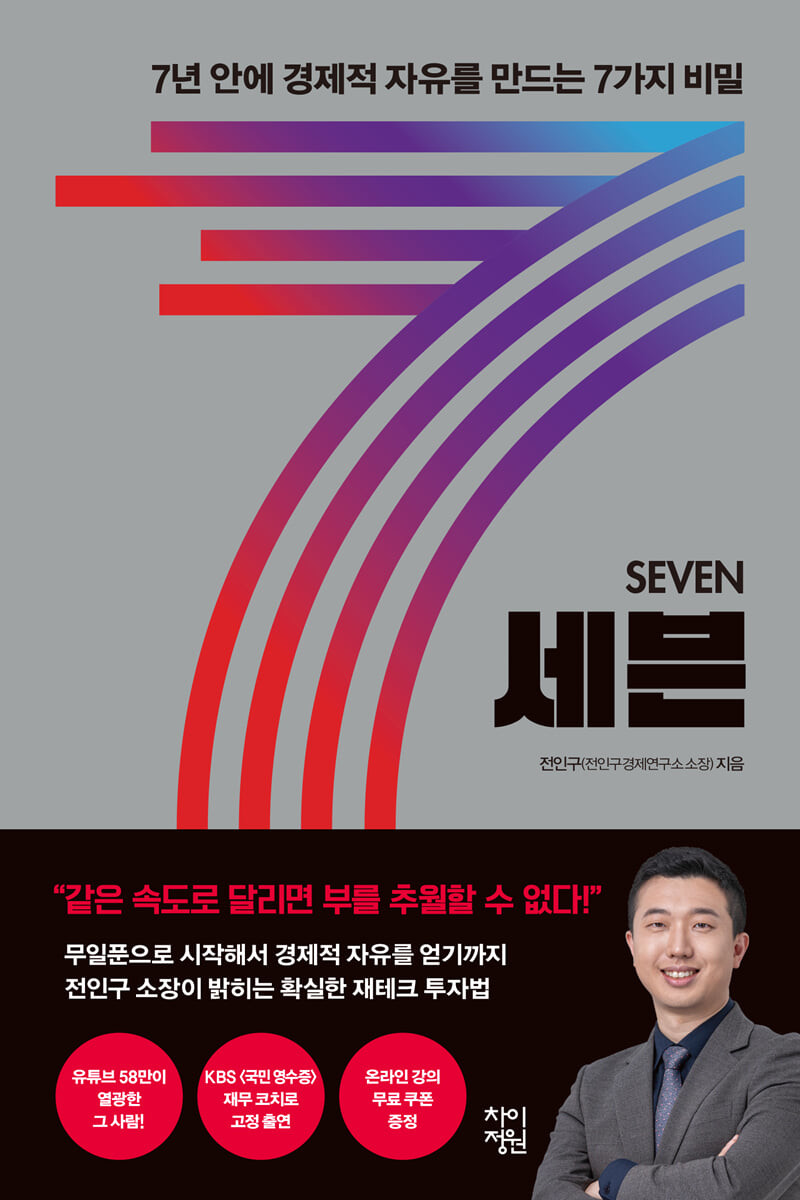 7년 안에 경제적 자유를 만드는 7가지 비밀
SEVEN
세븐
전인구(전인구경제연구소 소장) 지음
“같은 속도로 달리면 부를 추월할 수 없다!”
무일푼으로 시작해서 경제적 자유를 얻기까지
전인구 소장이 밝히는 확실한 재테크 투자법
유튜브 58만이
열광한
그 사람!
KBS 〈국민 영수증〉
재무 코치로
고정 출연
온라인 강의
무료 쿠폰
증정
차이
정원